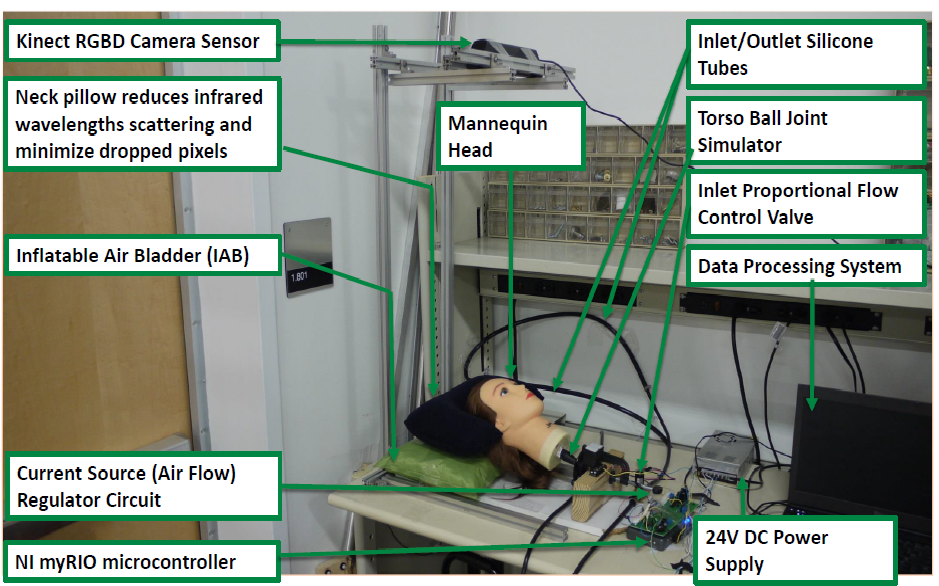 Kinect RGBD Camera Sensor
Neck pillow reduces infrared
wavelengths scattering and
minimize dropped pixels
Inflatable Air Bladder (IAB)
Current Source (Air Flow)
Regulator Circuit
NI myRIO microcontroller
Mannequin
Head
1.801
Inlet/Outlet Silicone
Tubes
Torso Ball Joint
Simulator
Inlet Proportional Flow
Control Valve
Data Processing System
24V DC Power
Supply